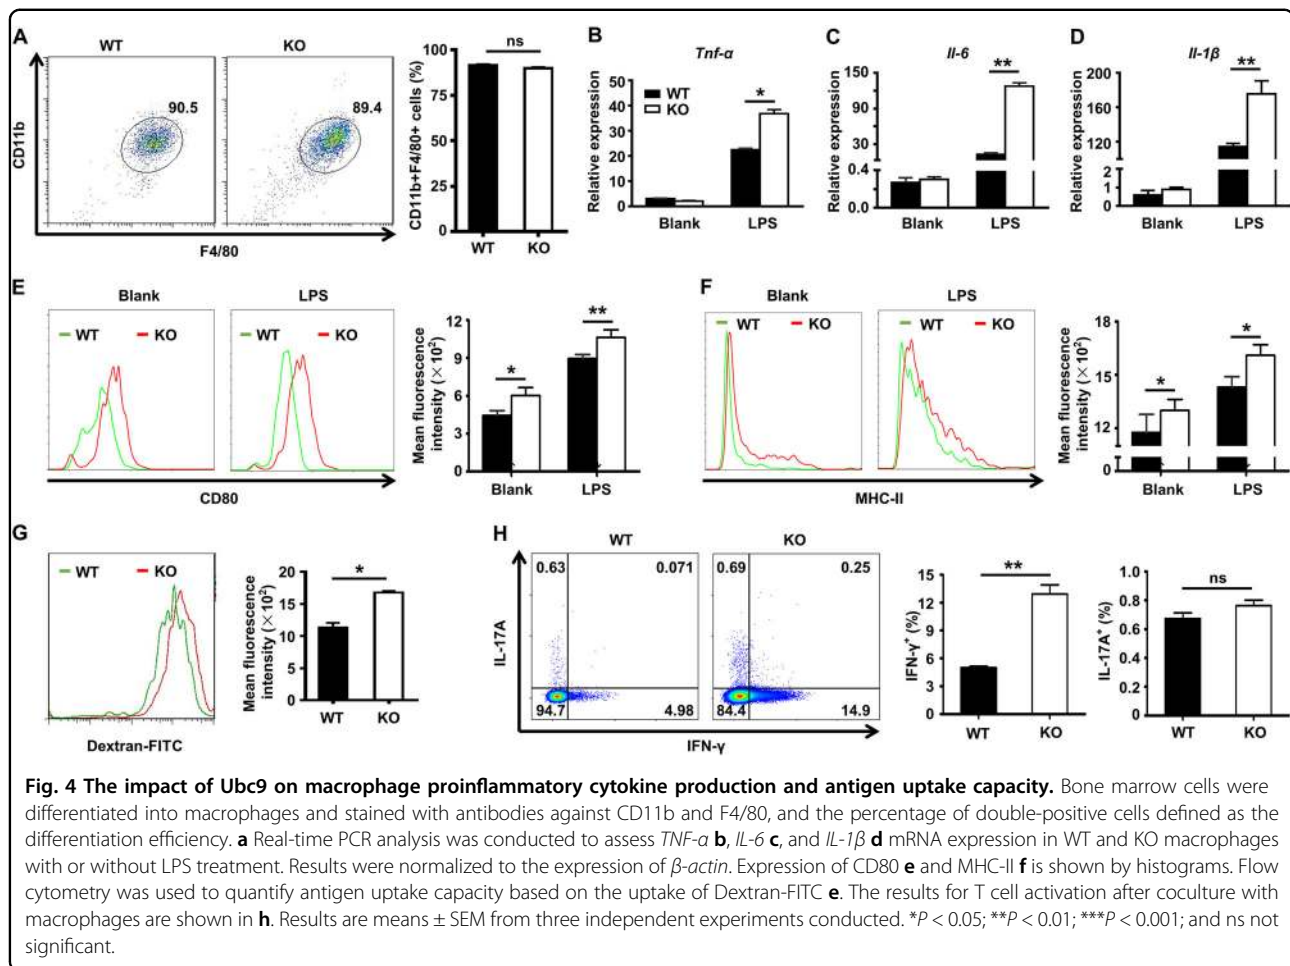 A
WT
KO
90.5
89.4
CD11b
F4/80
CD11b+F4/80+ cells (%)
100
75
50
25
0
ns
WT
KO
B
Tnf-α
WT
KO
Relative expression
50
40
30
20
10
0
*
Blank
LPS
C
Il-6
Relative expression
150
90
30
0.4
0.0
**
Blank
LPS
D
Il-1β
Relative expression
200
160
120
2
1
0
**
Blank
LPS
E
Blank
LPS
WT
KO
WT
KO
CD80
Mean fluorescence
intensity (×10²)
12
9
6
3
0
*
**
Blank
LPS
F
Blank
LPS
WT
KO
WT
KO
MHC-II
Mean fluorescence
intensity (×10²)
18
15
12
0
*
*
Blank
LPS
G
WT
KO
Dextran-FITC
Mean fluorescence
intensity (×10²)
20
15
10
5
0
*
WT
KO
H
WT
KO
0.63
0.071
0.69
0.25
IL-17A
94.7
4.98
84.4
14.9
IFN-γ
IFN-γ⁺ (%)
15
12
9
6
3
0
**
WT
KO
IL-17A⁺ (%)
1.0
0.8
0.6
0.4
0.2
0
ns
WT
KO
Fig. 4 The impact of Ubc9 on macrophage proinflammatory cytokine production and antigen uptake capacity. Bone marrow cells were
differentiated into macrophages and stained with antibodies against CD11b and F4/80, and the percentage of double-positive cells defined as the
differentiation efficiency. a Real-time PCR analysis was conducted to assess TNF-α b, IL-6 c, and IL-1β d mRNA expression in WT and KO macrophages
with or without LPS treatment. Results were normalized to the expression of β-actin. Expression of CD80 e and MHC-II f is shown by histograms. Flow
cytometry was used to quantify antigen uptake capacity based on the uptake of Dextran-FITC e. The results for T cell activation after coculture with
macrophages are shown in h. Results are means ± SEM from three independent experiments conducted. *P < 0.05; **P < 0.01; ***P < 0.001; and ns not
significant.